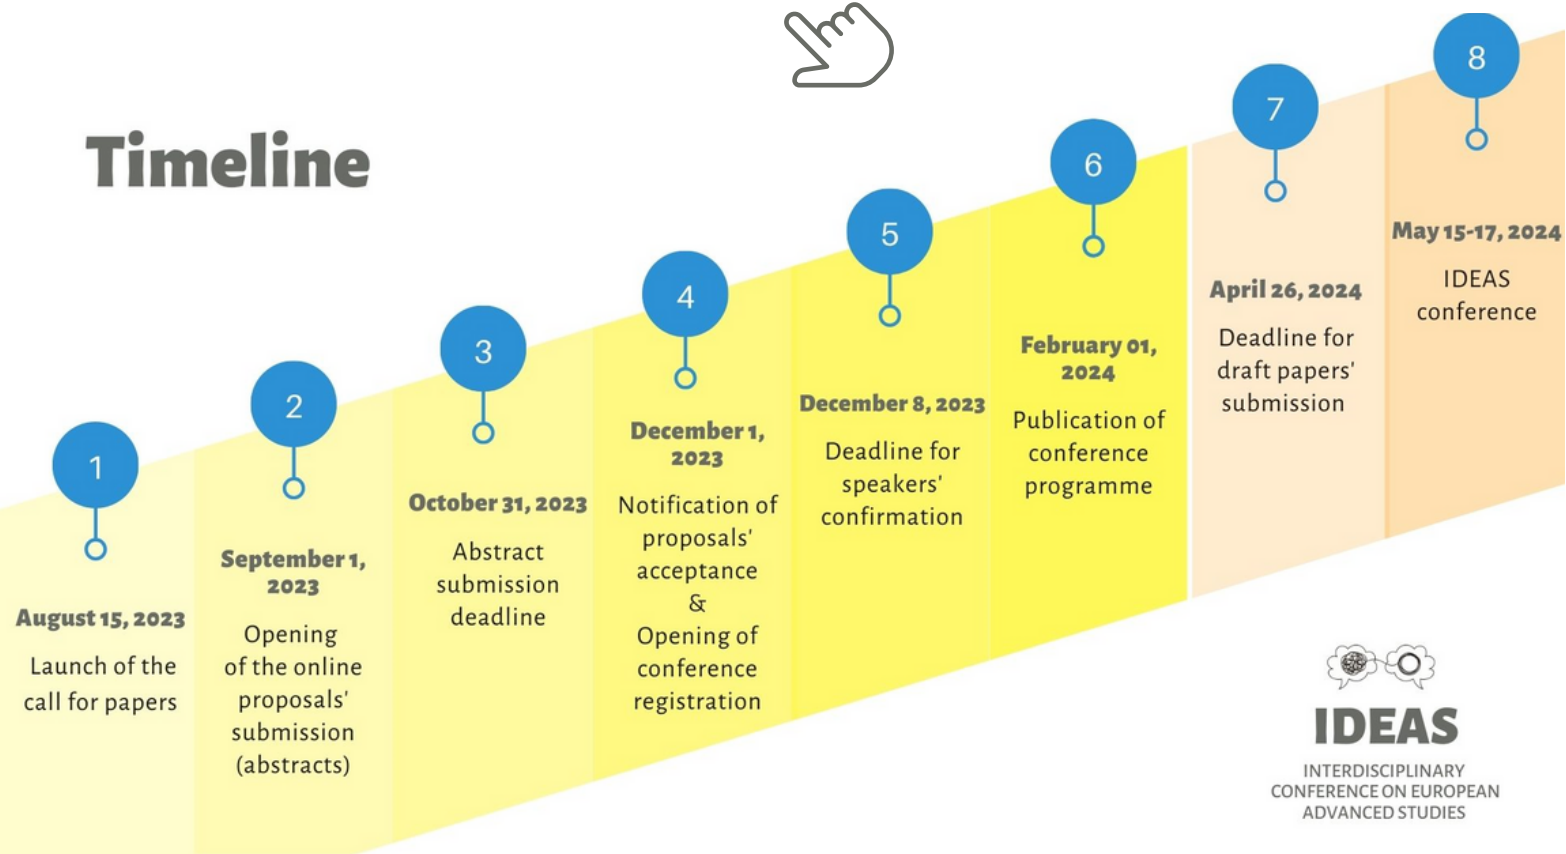 Timeline
1
August 15, 2023
Launch of the
call for papers
2
September 1,
2023
Opening
of the online
proposals'
submission
(abstracts)
3
October 31, 2023
Abstract
submission
deadline
4
December 1,
2023
Notification of
proposals'
acceptance
&
Opening of
conference
registration
5
December 8, 2023
Deadline for
speakers'
confirmation
6
February 01,
2024
Publication of
conference
programme
7
April 26, 2024
Deadline for
draft papers'
submission
8
May 15-17, 2024
IDEAS
conference
IDEAS
INTERDISCIPLINARY
CONFERENCE ON EUROPEAN
ADVANCED STUDIES